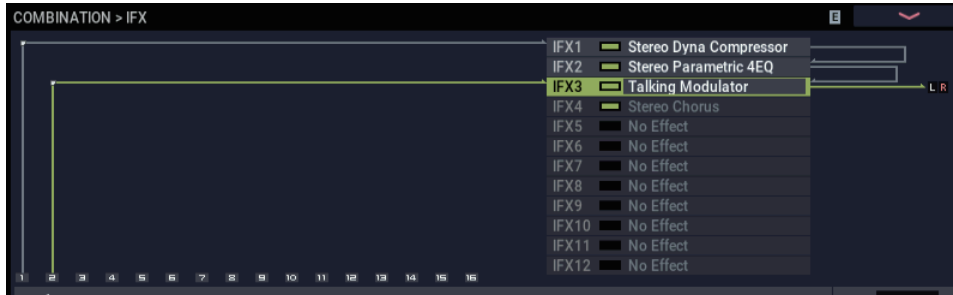 COMBINATION > IFX
E
IFX1 Stereo Dyna Compressor
IFX2 Stereo Parametric 4EQ
IFX3 Talking Modulator
L R
IFX4 Stereo Chorus
IFX5 No Effect
IFX6 No Effect
IFX7 No Effect
IFX8 No Effect
IFX9 No Effect
IFX10 No Effect
IFX11 No Effect
IFX12 No Effect
1 2 3 4 5 6 7 8 9 10 11 12 13 14 15 16